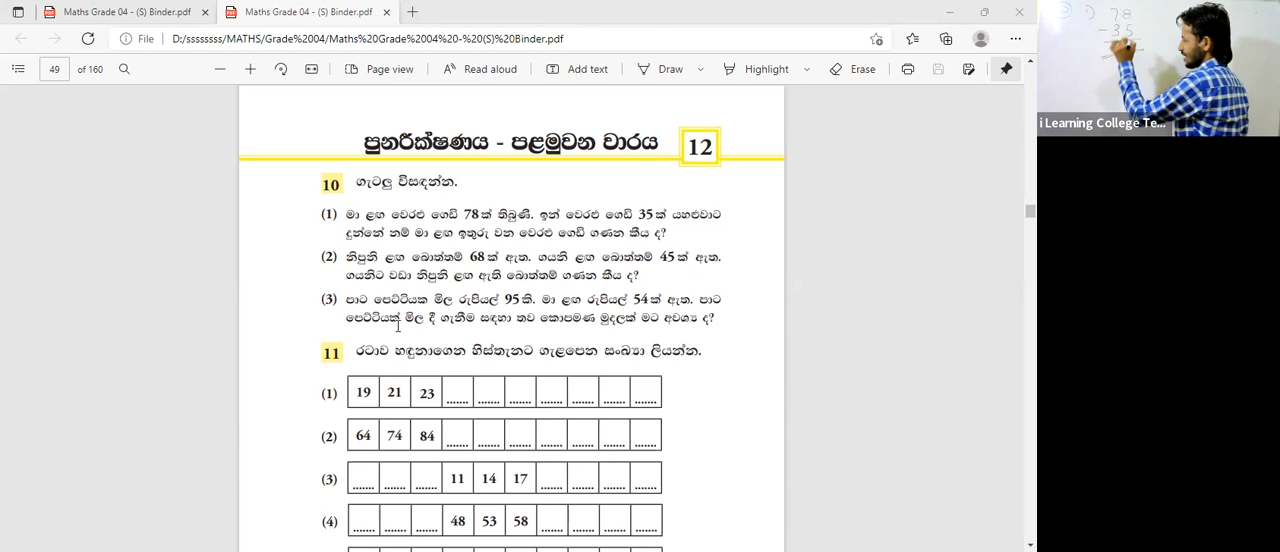 Maths Grade 04 - (S) Binder.pdf
Maths Grade 04 - (S) Binder.pdf
File D:/ssssssss/MATHS/Grade%2004/Maths%20Grade%2004%20-%20(S)%20Binder.pdf
49 of 160 Page view Read aloud Add text Draw Highlight Erase
පුනරීක්ෂණය - පළමුවන වාරය 12
10 ගැටලු විසඳන්න.
(1) මා ළඟ වෙරළු ගෙඩි 78ක් තිබුණි. ඉන් වෙරළු ගෙඩි 35ක් යහළුවාට
දුන්නේ නම් මා ළඟ ඉතුරු වන වෙරළු ගෙඩි ගණන කීය ද?
(2) නිපුනි ළඟ බොත්තම් 68ක් ඇත. ගයනි ළඟ බොත්තම් 45ක් ඇත.
ගයනිට වඩා නිපුනි ළඟ ඇති බොත්තම් ගණන කීය ද?
(3) පාට පෙට්ටියක මිල රුපියල් 95කි. මා ළඟ රුපියල් 54ක් ඇත. පාට
පෙට්ටියක් මිල දී ගැනීම සඳහා තව කොපමණ මුදලක් මට අවශ්‍ය ද?
11 රටාව හඳුනාගෙන හිස්තැනට ගැළපෙන සංඛ්‍යා ලියන්න.
(1) 19 21 23 ....... ....... ....... ....... ....... ....... .......
(2) 64 74 84 ....... ....... ....... ....... ....... ....... .......
(3) ....... ....... ....... 11 14 17 ....... ....... ....... .......
(4) ....... ....... ....... 48 53 58 ....... ....... ....... .......
1) 78
- 35
i Learning College Te...